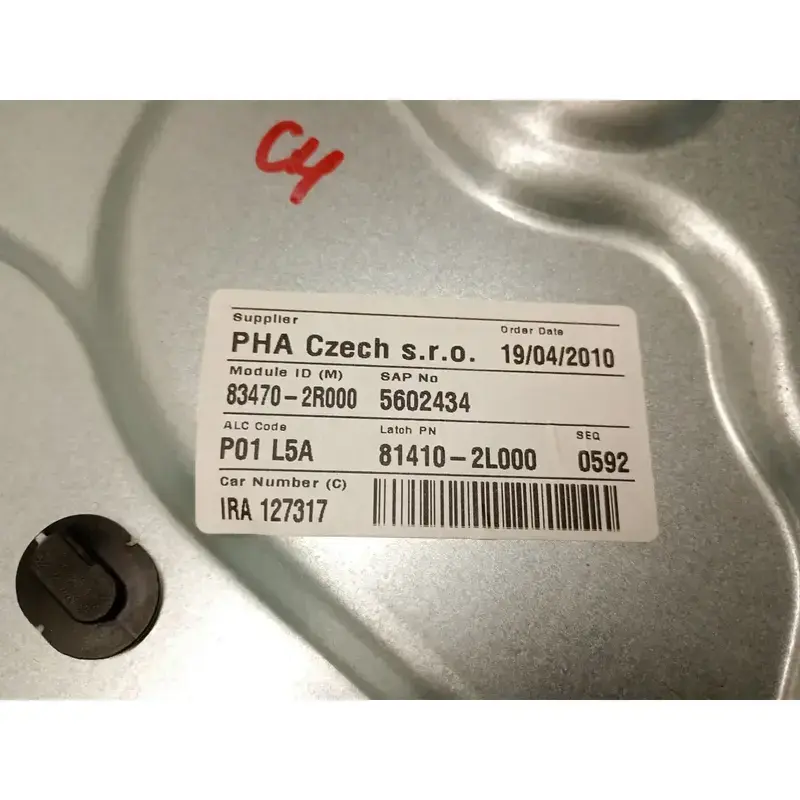 C4
Supplier
Order Date
PHA Czech s.r.o. 19/04/2010
Module ID (M) SAP No
83470-2R000 5602434
ALC Code Latch PN SEQ
P01 L5A 81410-2L000 0592
Car Number (C)
IRA 127317